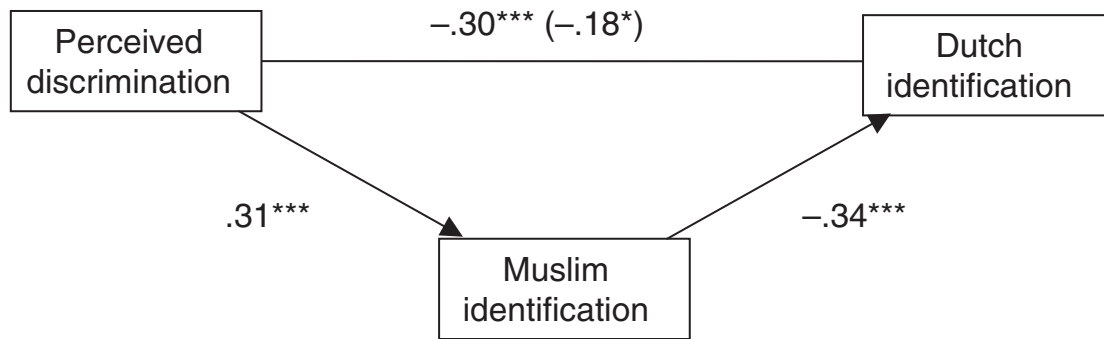 –.30*** (–.18*)
Perceived
discrimination
Dutch
identification
.31***
–.34***
Muslim
identification